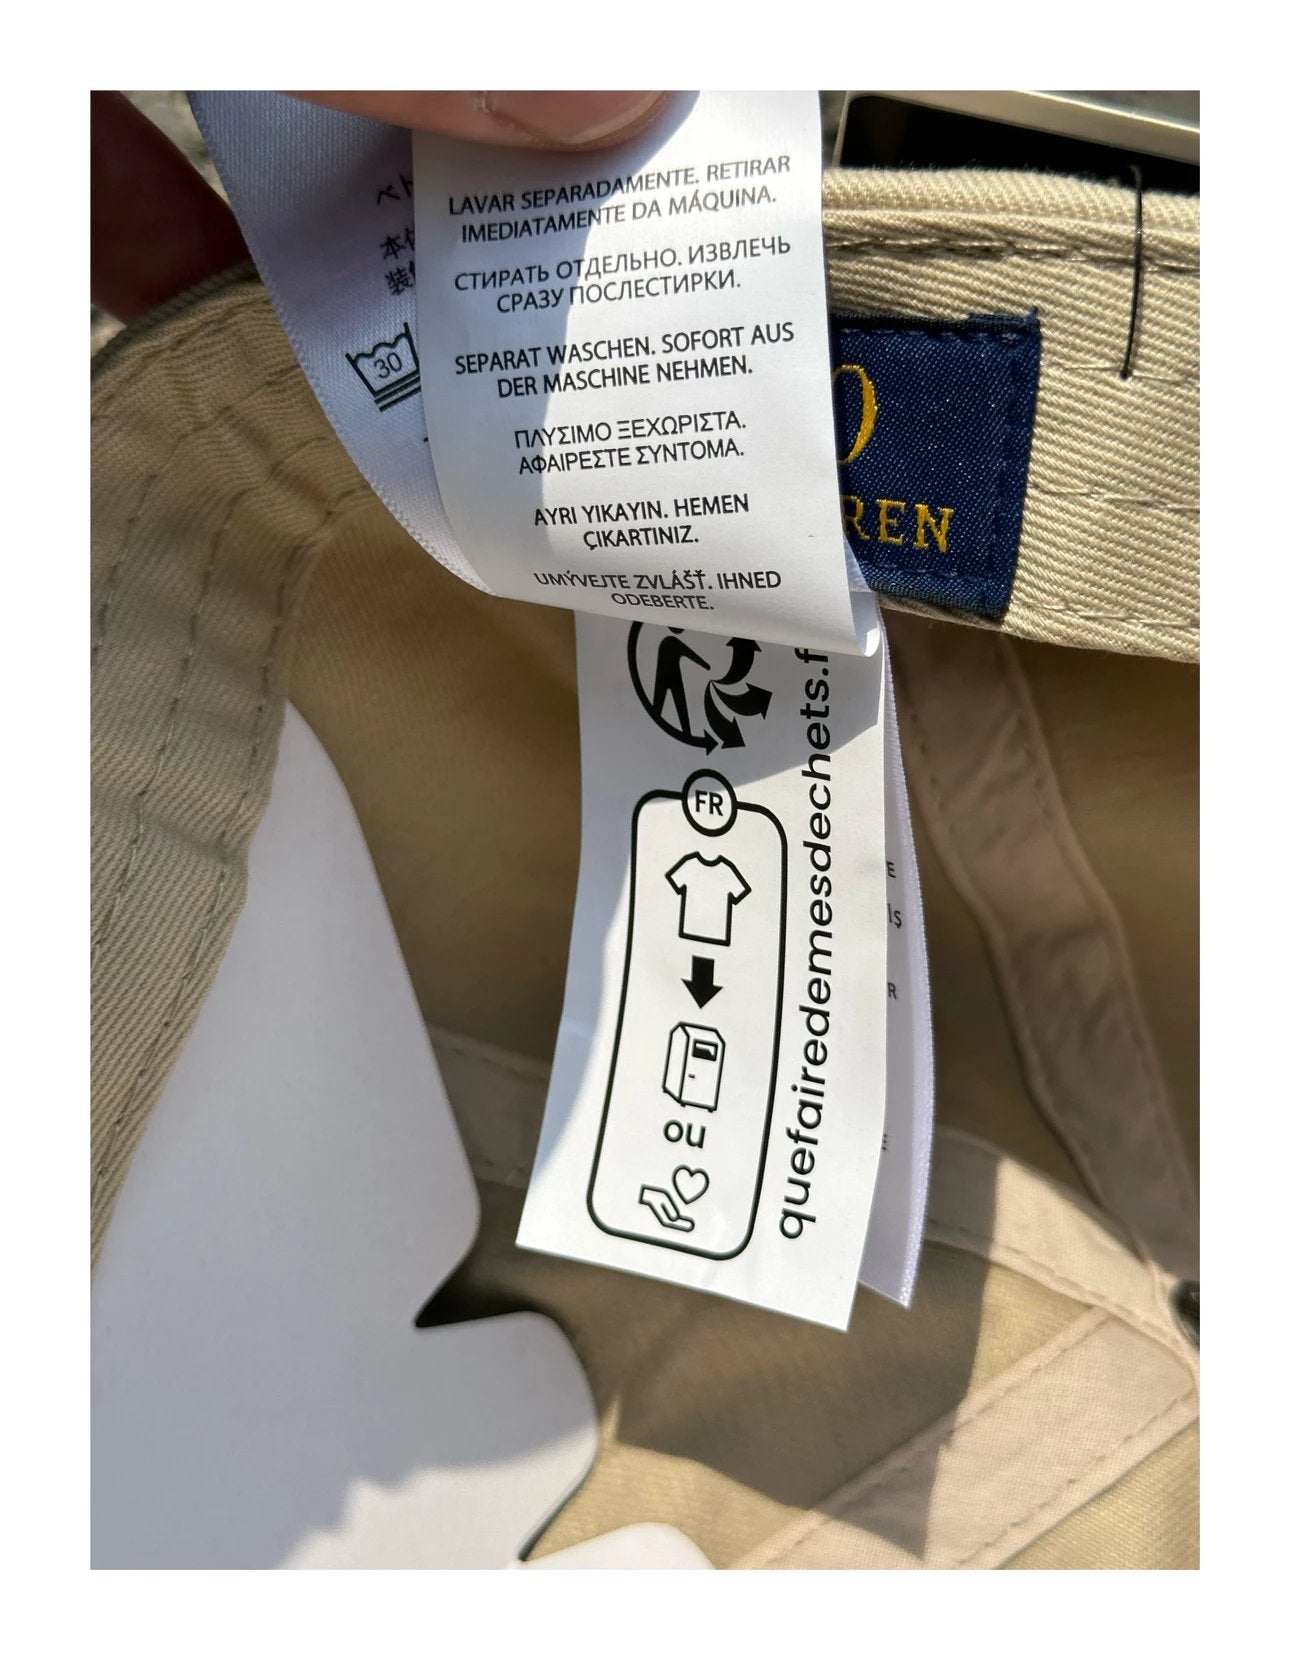 LAVAR SEPARADAMENTE. RETIRAR
IMEDIATAMENTE DA MÁQUINA.
СТИРАТЬ ОТДЕЛЬНО. ИЗВЛЕЧЬ
СРАЗУ ПОСЛЕСТИРКИ.
SEPARAT WASCHEN. SOFORT AUS
DER MASCHINE NEHMEN.
ΠΛΥΣΙΜΟ ΞΕΧΩΡΙΣΤΑ.
ΑΦΑΙΡΕΣΤΕ ΣΥΝΤΟΜΑ.
AYRI YIKAYIN. HEMEN
ÇIKARTINIZ.
UMÝVEJTE ZVLÁŠŤ. IHNED
ODEBERTE.
30
REN
FR
ou
quefairedemesdechets.f